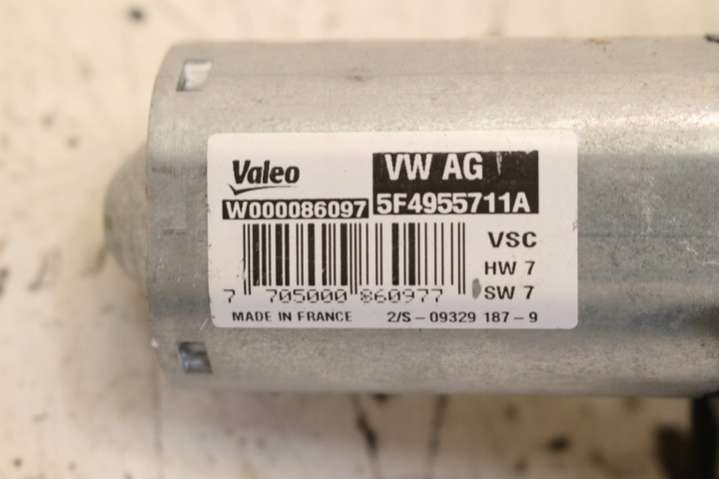 Valeo
VW AG
W000086097
5F4955711A
VSC
HW 7
7 705000 860977
SW 7
MADE IN FRANCE
2/S-09329 187-9